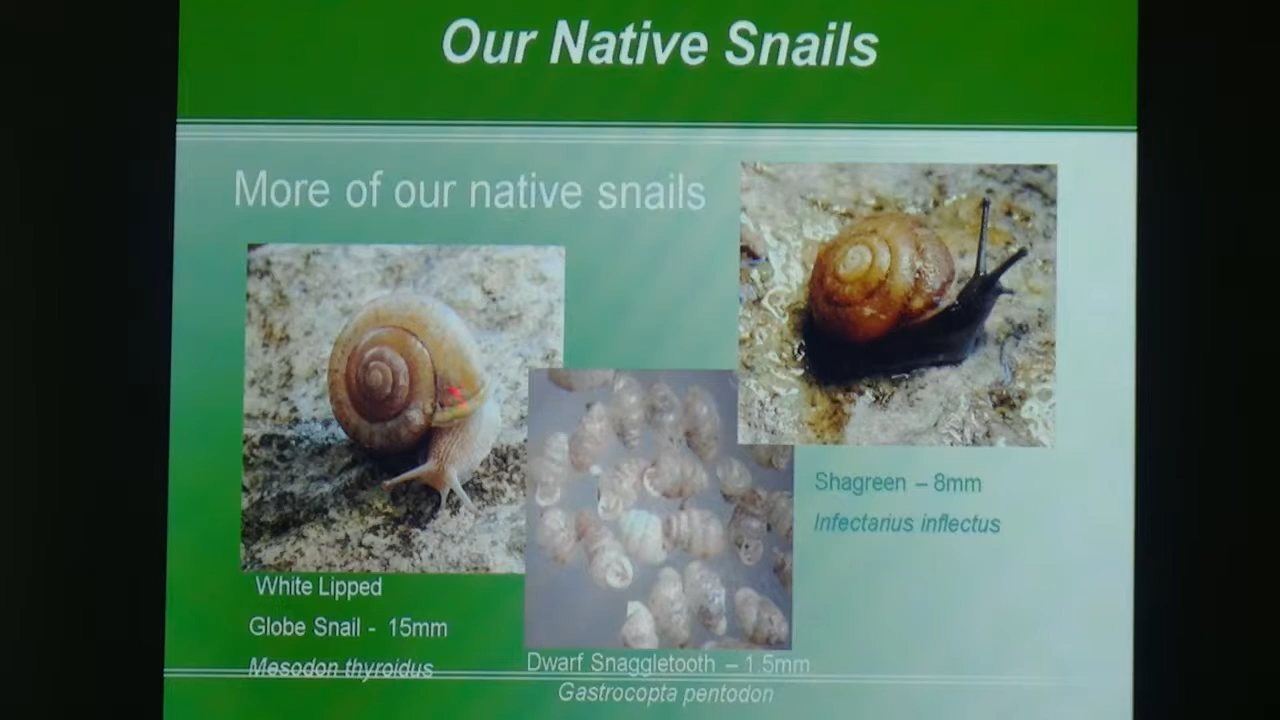 Our Native Snails
More of our native snails
White Lipped
Globe Snail - 15mm
Mesodon thyroidus
Dwarf Snaggletooth – 1.5mm
Gastrocopta pentodon
Shagreen – 8mm
Infectarius inflectus